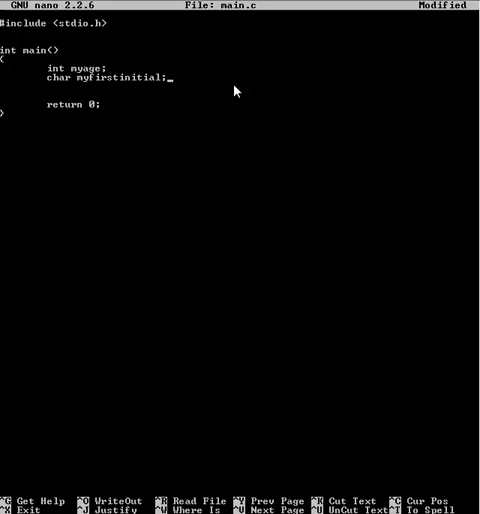 GNU nano 2.2.6 File: main.c Modified
#include <stdio.h>
int main()
{
int myage;
char myfirstinitial;_
return 0;
}
^G Get Help ^O WriteOut ^R Read File ^Y Prev Page ^K Cut Text ^C Cur Pos
^X Exit ^J Justify ^W Where Is ^V Next Page ^U UnCut Text ^T To Spell